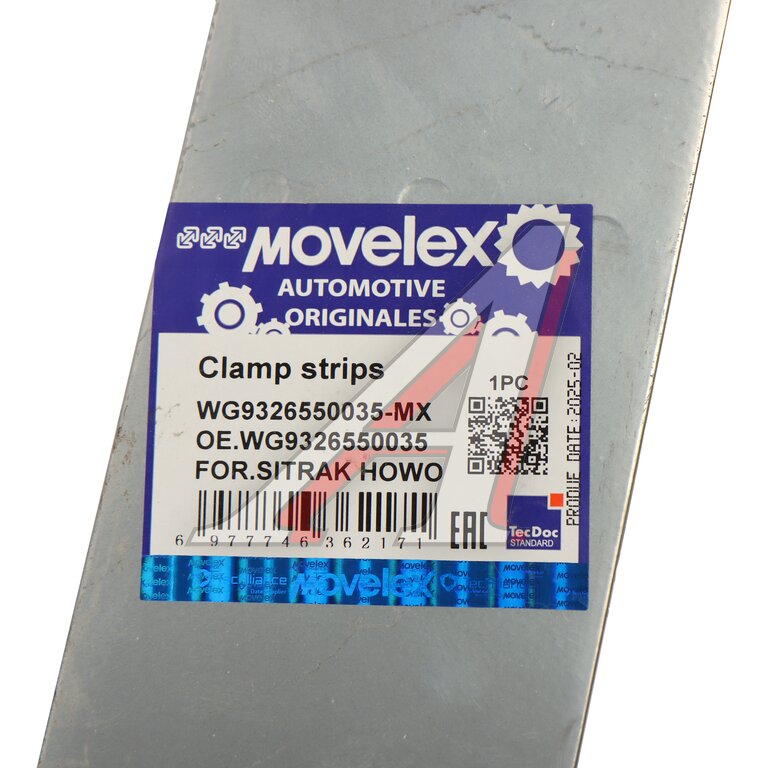 MOVELEX
AUTOMOTIVE
ORIGINALES
Clamp strips
1PC
WG9326550035-MX
OE.WG9326550035
FOR.SITRAK HOWO
6 977746 362171
EAC
TecDoc
STANDARD
PRODUE DATE:2025-02
MOVELEX